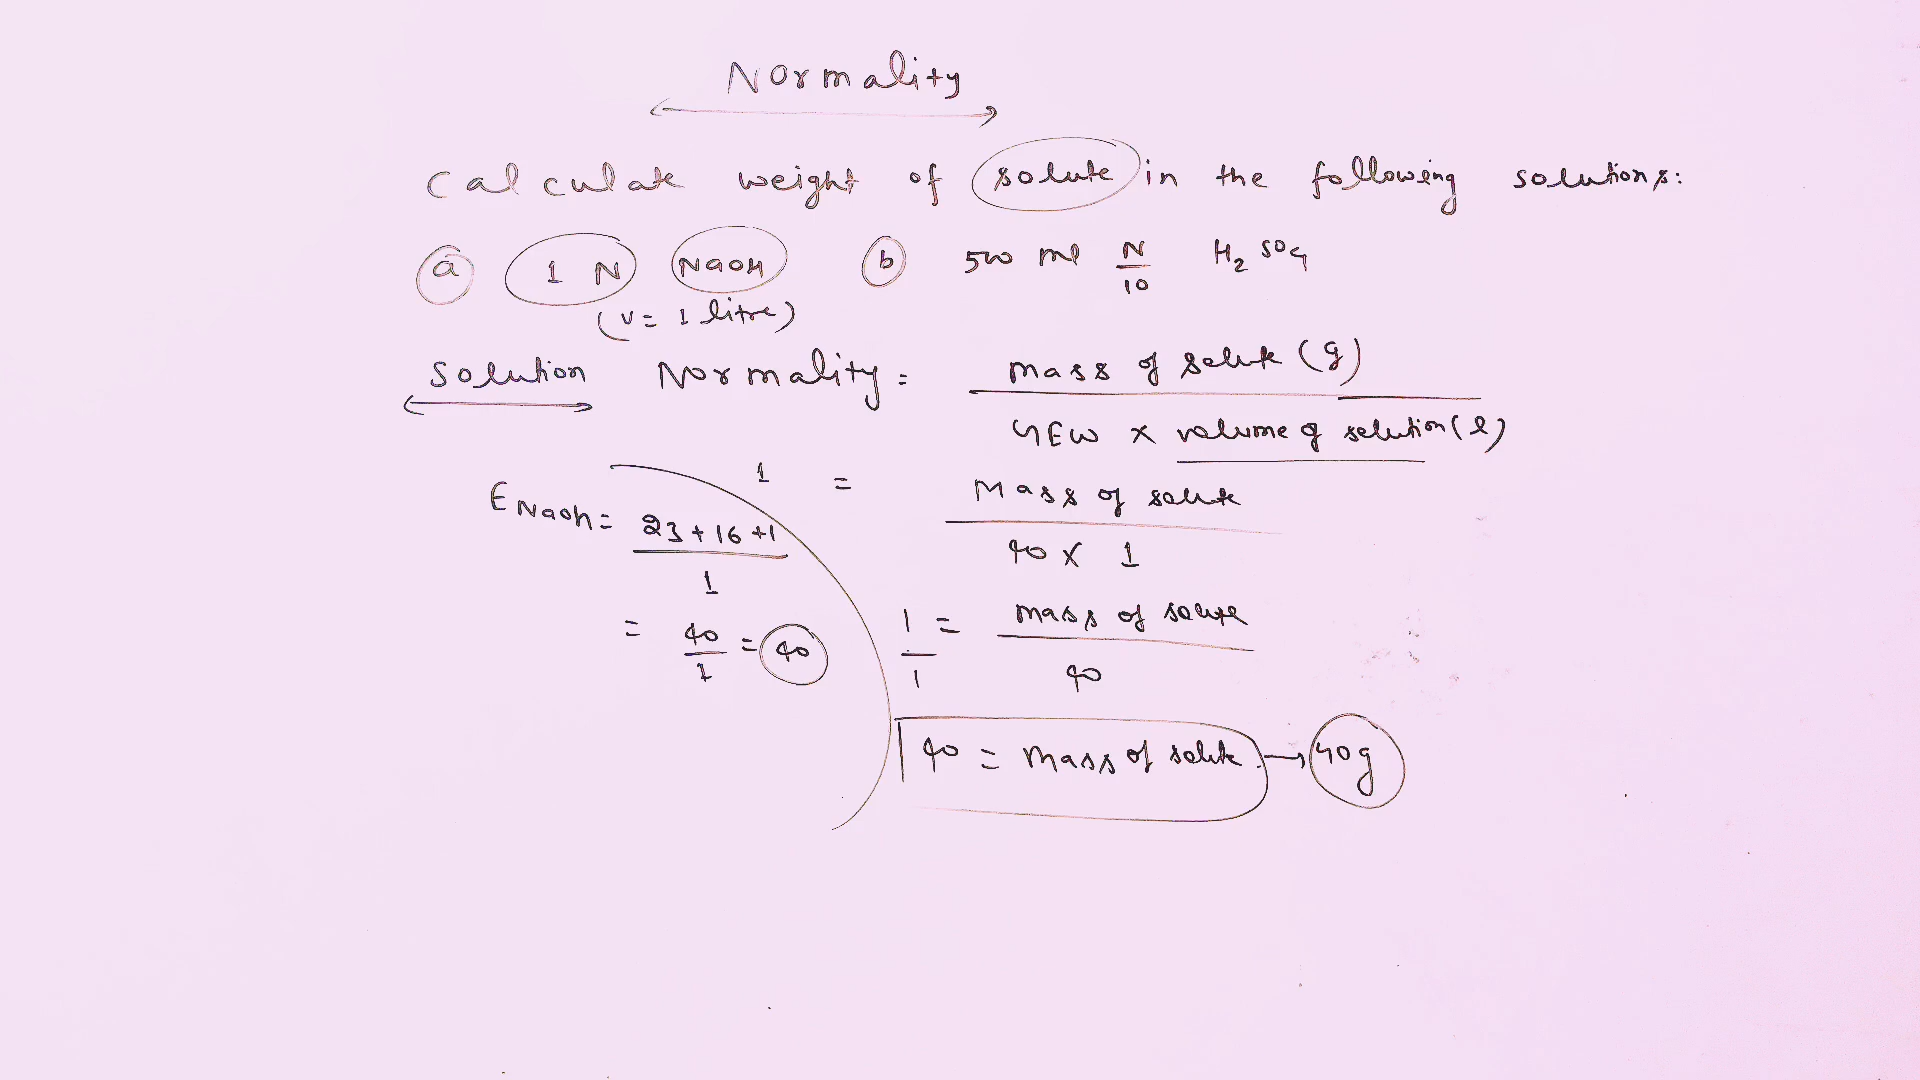 Normality
Calculate weight of solute in the following solutions:
a 1 N NaOH b 500 ml N/10 H2SO4
(V = 1 litre)
Solution Normality = Mass of solute (g) / GEW x volume of solution (l)
1 = Mass of solute / 40 x 1
E NaOH = 23 + 16 + 1 / 1
= 40/1 = 40
1/1 = Mass of solute / 40
40 = Mass of solute. → 40g